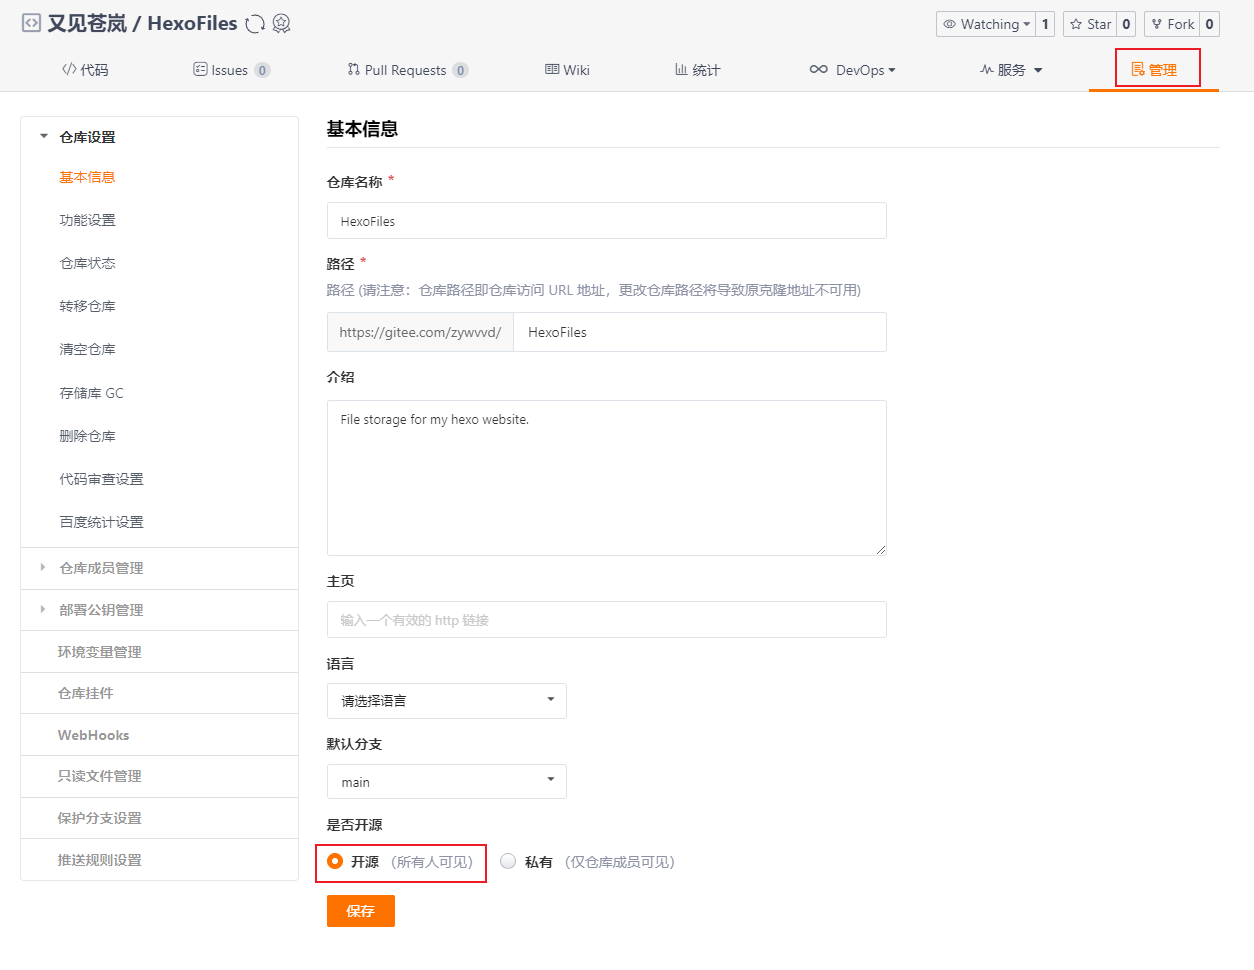 又见苍岚 / HexoFiles
Watching 1 Star 0 Fork 0
代码 Issues 0 Pull Requests 0 Wiki 统计 DevOps 服务 管理
仓库设置
基本信息
功能设置
仓库状态
转移仓库
清空仓库
存储库 GC
删除仓库
代码审查设置
百度统计设置
仓库成员管理
部署公钥管理
环境变量管理
仓库挂件
WebHooks
只读文件管理
保护分支设置
推送规则设置
基本信息
仓库名称 *
HexoFiles
路径 *
路径 (请注意：仓库路径即仓库访问 URL 地址，更改仓库路径将导致原克隆地址不可用)
https://gitee.com/zywvvd/ HexoFiles
介绍
File storage for my hexo website.
主页
输入一个有效的 http 链接
语言
请选择语言
默认分支
main
是否开源
开源 （所有人可见） 私有 （仅仓库成员可见）
保存